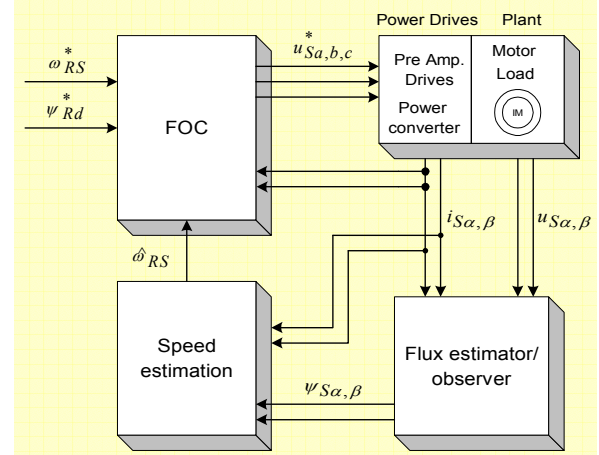 Power Drives Plant
ω*RS
u*Sa,b,c
Pre Amp.
Drives
Motor
Load
ψ*Rd
FOC
Power
converter
IM
iSα,β
uSα,β
ω̂RS
Speed
estimation
Flux estimator/
observer
ψSα,β